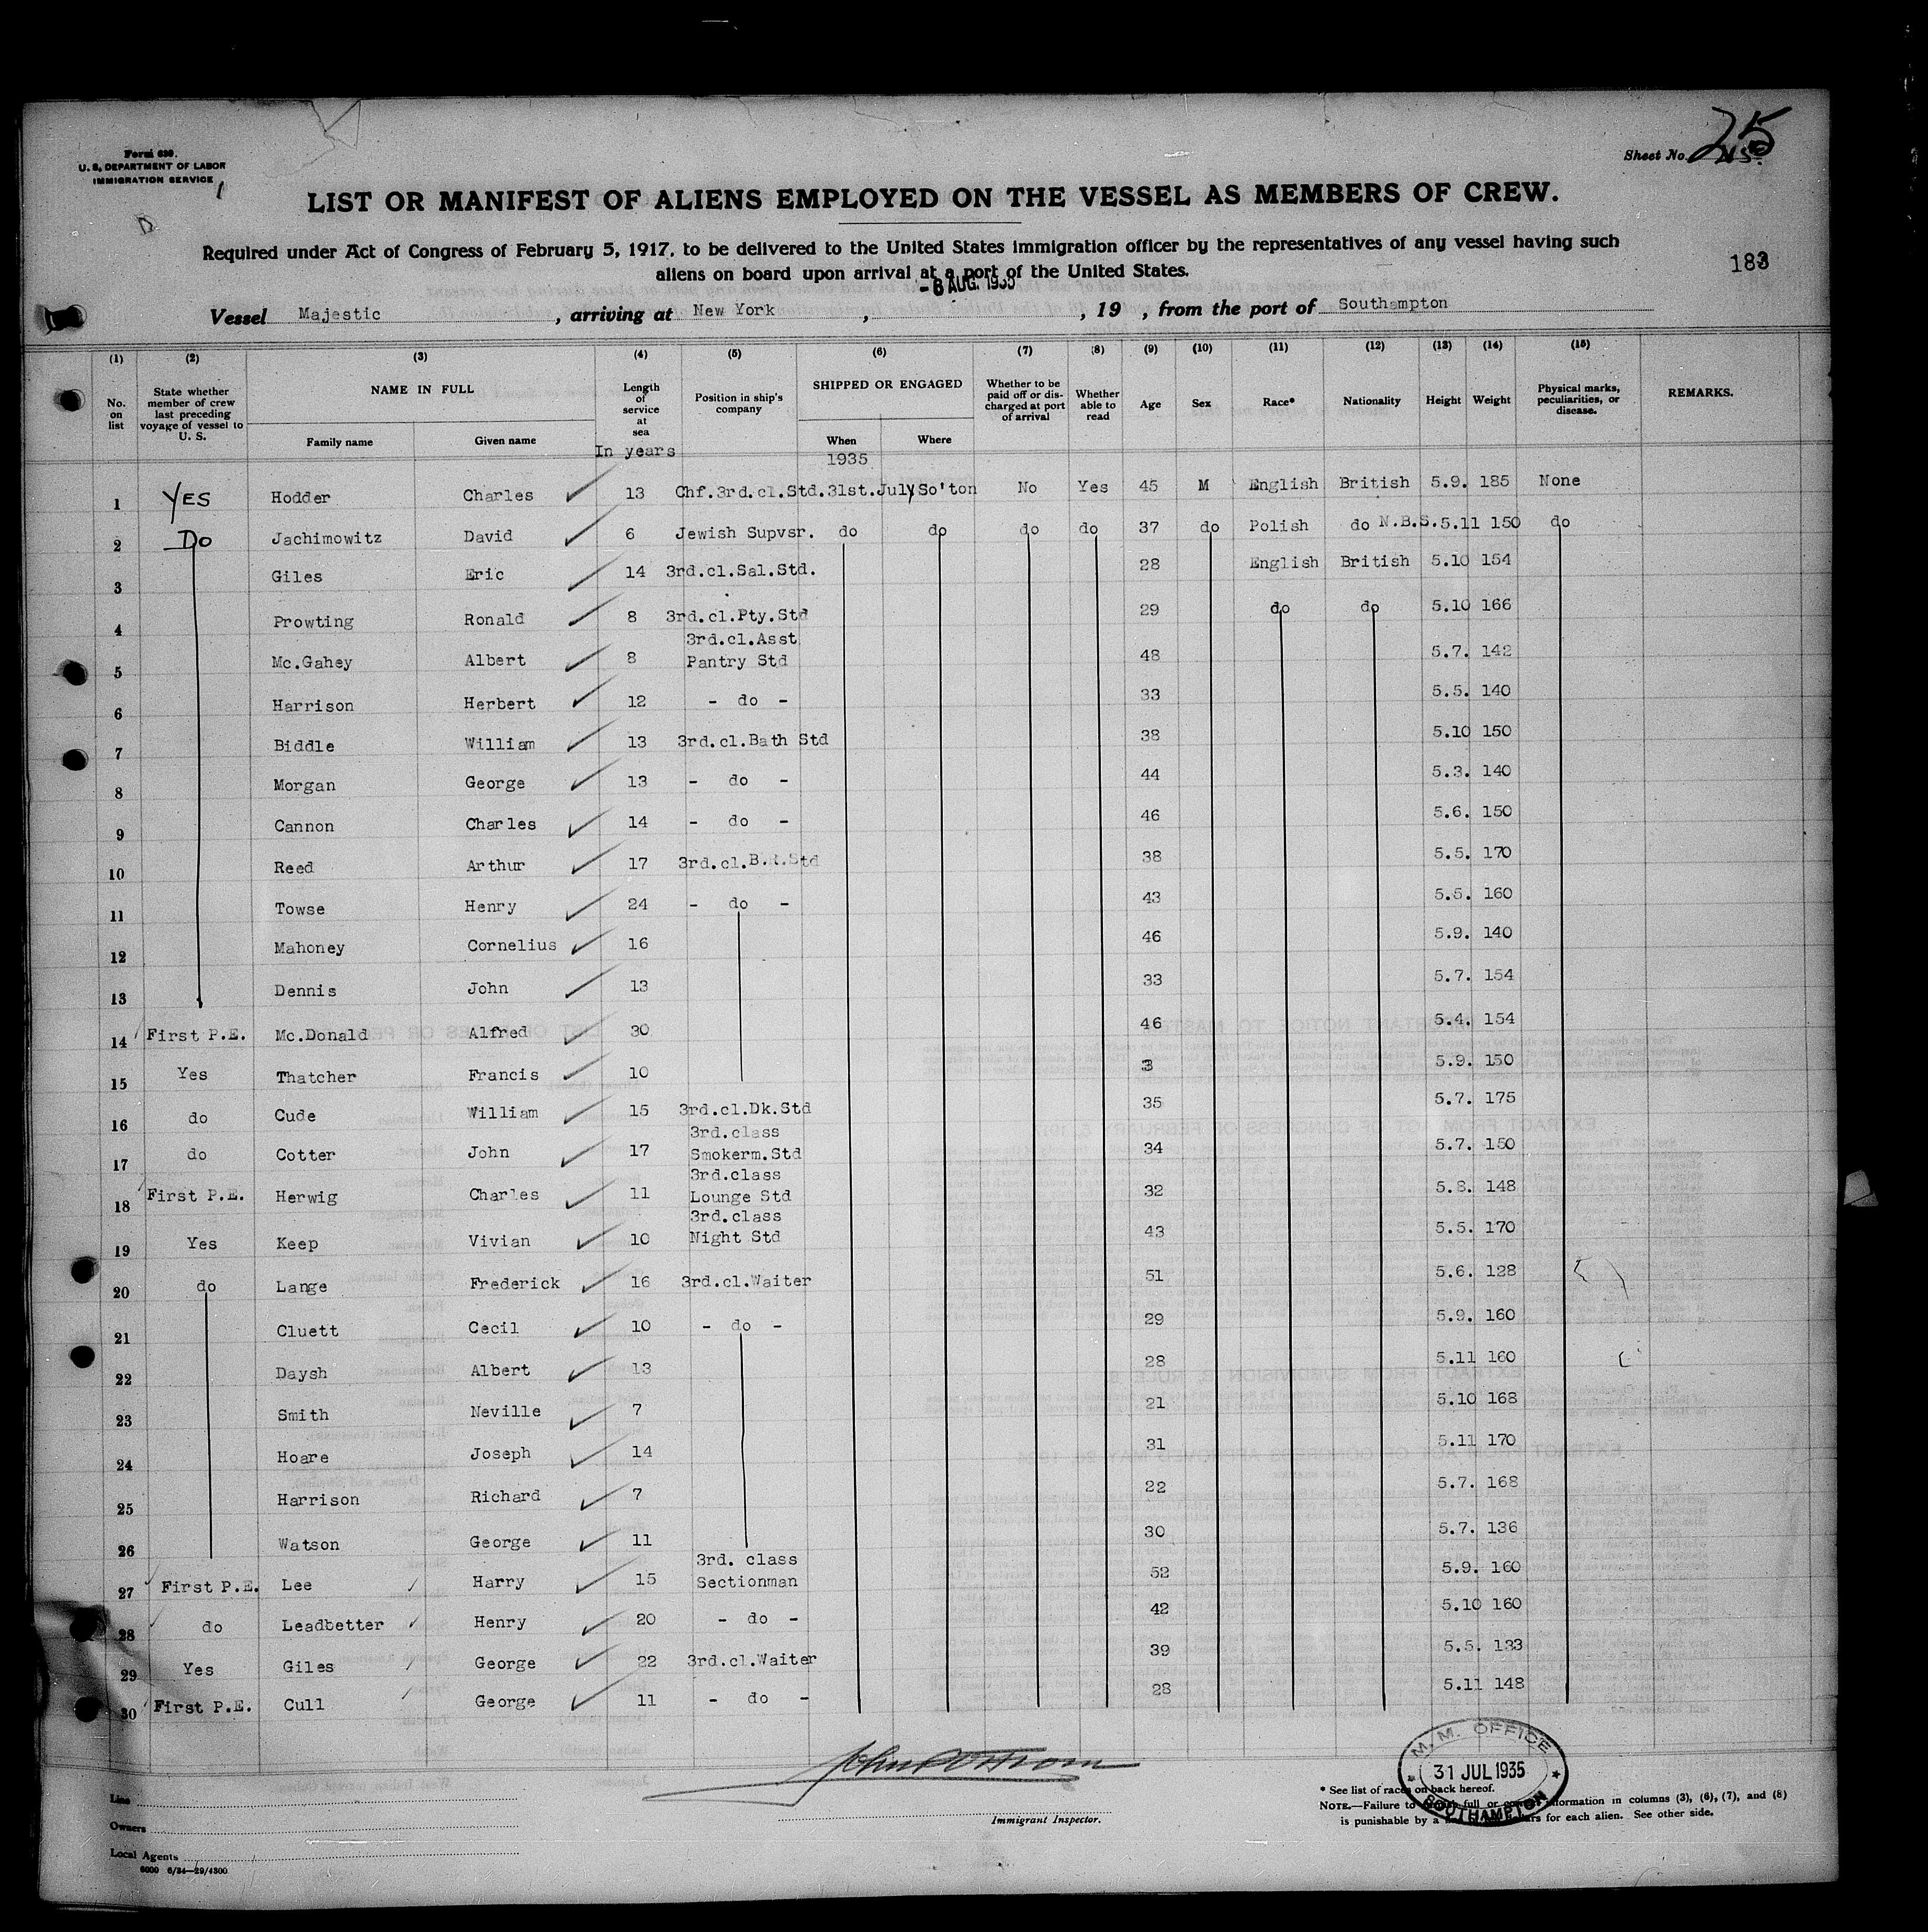 Form 680.
U. S. DEPARTMENT OF LABOR
IMMIGRATION SERVICE
Sheet No. 25
LIST OR MANIFEST OF ALIENS EMPLOYED ON THE VESSEL AS MEMBERS OF CREW.
Required under Act of Congress of February 5, 1917, to be delivered to the United States immigration officer by the representatives of any vessel having such
aliens on board upon arrival at a port of the United States.
183
Vessel Majestic, arriving at New York, - 6 AUG. 1935, 19 , from the port of Southampton
(1) (2) (3) (4) (5) (6) (7) (8) (9) (10) (11) (12) (13) (14) (15)
No. on list State whether member of crew last preceding voyage of vessel to U. S. NAME IN FULL Family name Given name Length of service at sea Position in ship's company SHIPPED OR ENGAGED When Where Whether to be paid off or discharged at port of arrival Whether able to read Age Sex Race* Nationality Height Weight Physical marks, peculiarities, or disease. REMARKS.
In years 1935
1 YES Hodder Charles 13 Chf.3rd.cl.Std. 31st.July So'ton No Yes 45 M English British 5.9. 185 None
2 Do Jachimowitz David 6 Jewish Supvsr. do do do do 37 do Polish do N.B.S. 5.11 150 do
3 Giles Eric 14 3rd.cl.Sal.Std. 28 English British 5.10 154
4 Prowting Ronald 8 3rd.cl.Pty.Std 29 do do 5.10 166
5 Mc.Gahey Albert 8 3rd.cl.Asst Pantry Std 48 5.7. 142
6 Harrison Herbert 12 - do - 33 5.5. 140
7 Biddle William 13 3rd.cl.Bath Std 38 5.10 150
8 Morgan George 13 - do - 44 5.3. 140
9 Cannon Charles 14 - do - 46 5.6. 150
10 Reed Arthur 17 3rd.cl.B.R.Std 38 5.5. 170
11 Towse Henry 24 - do - 43 5.5. 160
12 Mahoney Cornelius 16 46 5.9. 140
13 Dennis John 13 33 5.7. 154
14 First P.E. Mc.Donald Alfred 30 46 5.4. 154
15 Yes Thatcher Francis 10 3 5.9. 150
16 do Cude William 15 3rd.cl.Dk.Std 35 5.7. 175
17 do Cotter John 17 3rd.class Smokerm.Std 34 5.7. 150
18 First P.E. Herwig Charles 11 3rd.class Lounge Std 32 5.8. 148
19 Yes Keep Vivian 10 3rd.class Night Std 43 5.5. 170
20 do Lange Frederick 16 3rd.cl.Waiter 51 5.6. 128
21 Cluett Cecil 10 - do - 29 5.9. 160
22 Daysh Albert 13 28 5.11 160
23 Smith Neville 7 21 5.10 168
24 Hoare Joseph 14 31 5.11 170
25 Harrison Richard 7 22 5.7. 168
26 Watson George 11 30 5.7. 136
27 First P.E. Lee Harry 15 3rd. class Sectionman 52 5.9. 160
28 do Leadbetter Henry 20 - do - 42 5.10 160
29 Yes Giles George 22 3rd.cl.Waiter 39 5.5. 133
30 First P.E. Cull George 11 - do - 28 5.11 148
M. M. OFFICE
31 JUL 1935
SOUTHAMPTON
Line
Owners
Local Agents
6000 6/34—29/4300
Immigrant Inspector.
* See list of races on back hereof.
NOTE.—Failure to full or information in columns (3), (6), (7), and (8)
is punishable by a for each alien. See other side.